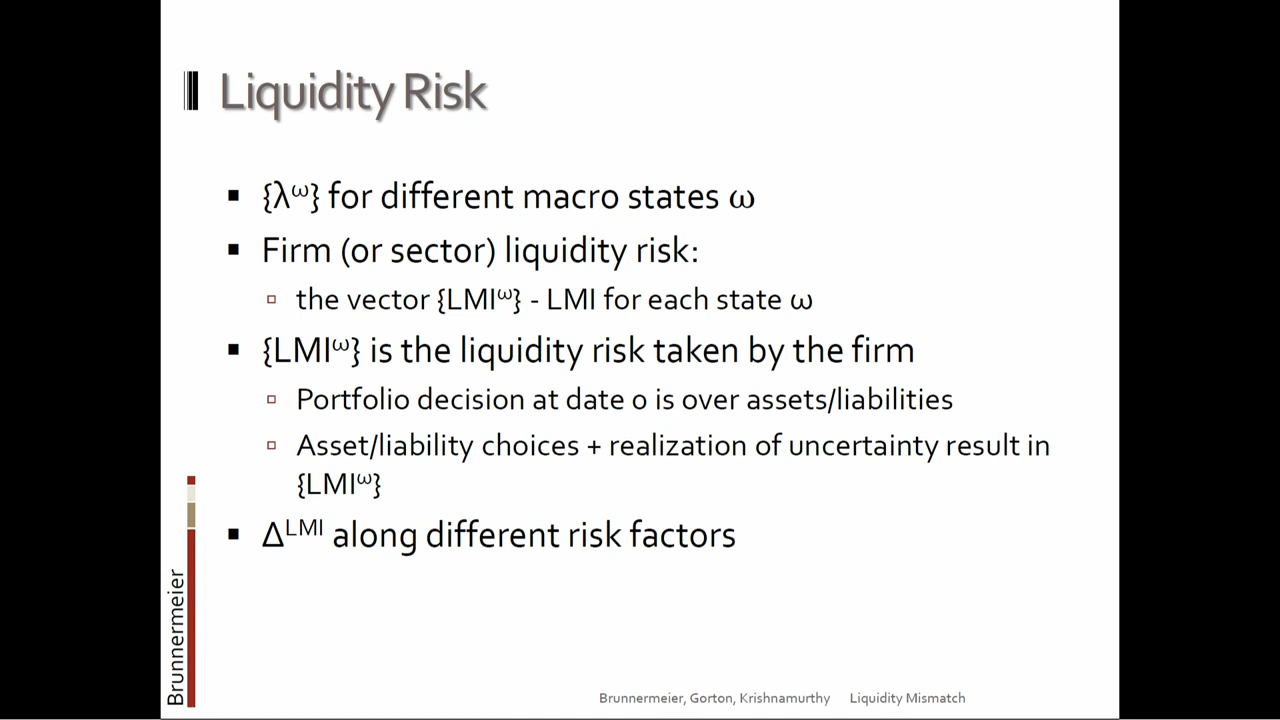 Liquidity Risk
{λ^ω} for different macro states ω
Firm (or sector) liquidity risk:
the vector {LMI^ω} - LMI for each state ω
{LMI^ω} is the liquidity risk taken by the firm
Portfolio decision at date 0 is over assets/liabilities
Asset/liability choices + realization of uncertainty result in
{LMI^ω}
Δ^LMI along different risk factors
Brunnermeier
Brunnermeier, Gorton, Krishnamurthy Liquidity Mismatch